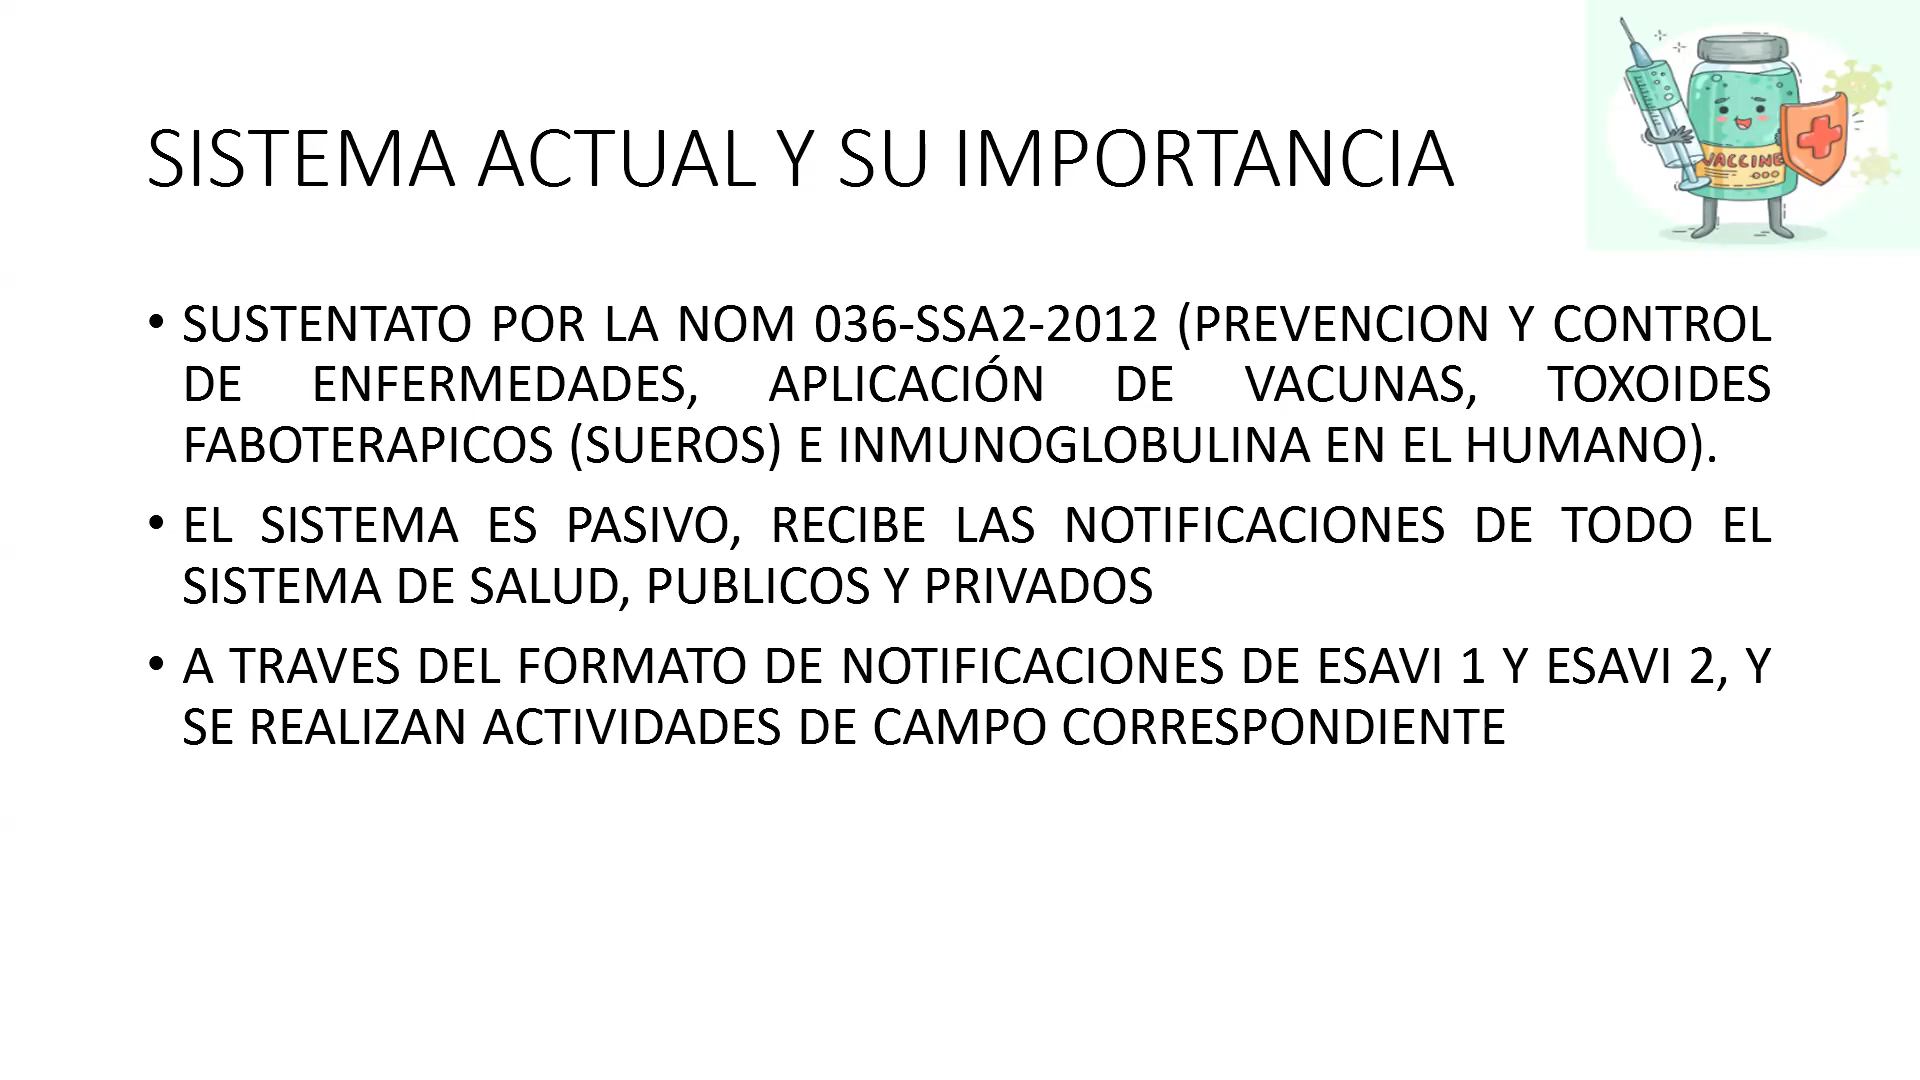 SISTEMA ACTUAL Y SU IMPORTANCIA
VACCINE
• SUSTENTATO POR LA NOM 036-SSA2-2012 (PREVENCION Y CONTROL
DE ENFERMEDADES, APLICACIÓN DE VACUNAS, TOXOIDES
FABOTERAPICOS (SUEROS) E INMUNOGLOBULINA EN EL HUMANO).
• EL SISTEMA ES PASIVO, RECIBE LAS NOTIFICACIONES DE TODO EL
SISTEMA DE SALUD, PUBLICOS Y PRIVADOS
• A TRAVES DEL FORMATO DE NOTIFICACIONES DE ESAVI 1 Y ESAVI 2, Y
SE REALIZAN ACTIVIDADES DE CAMPO CORRESPONDIENTE